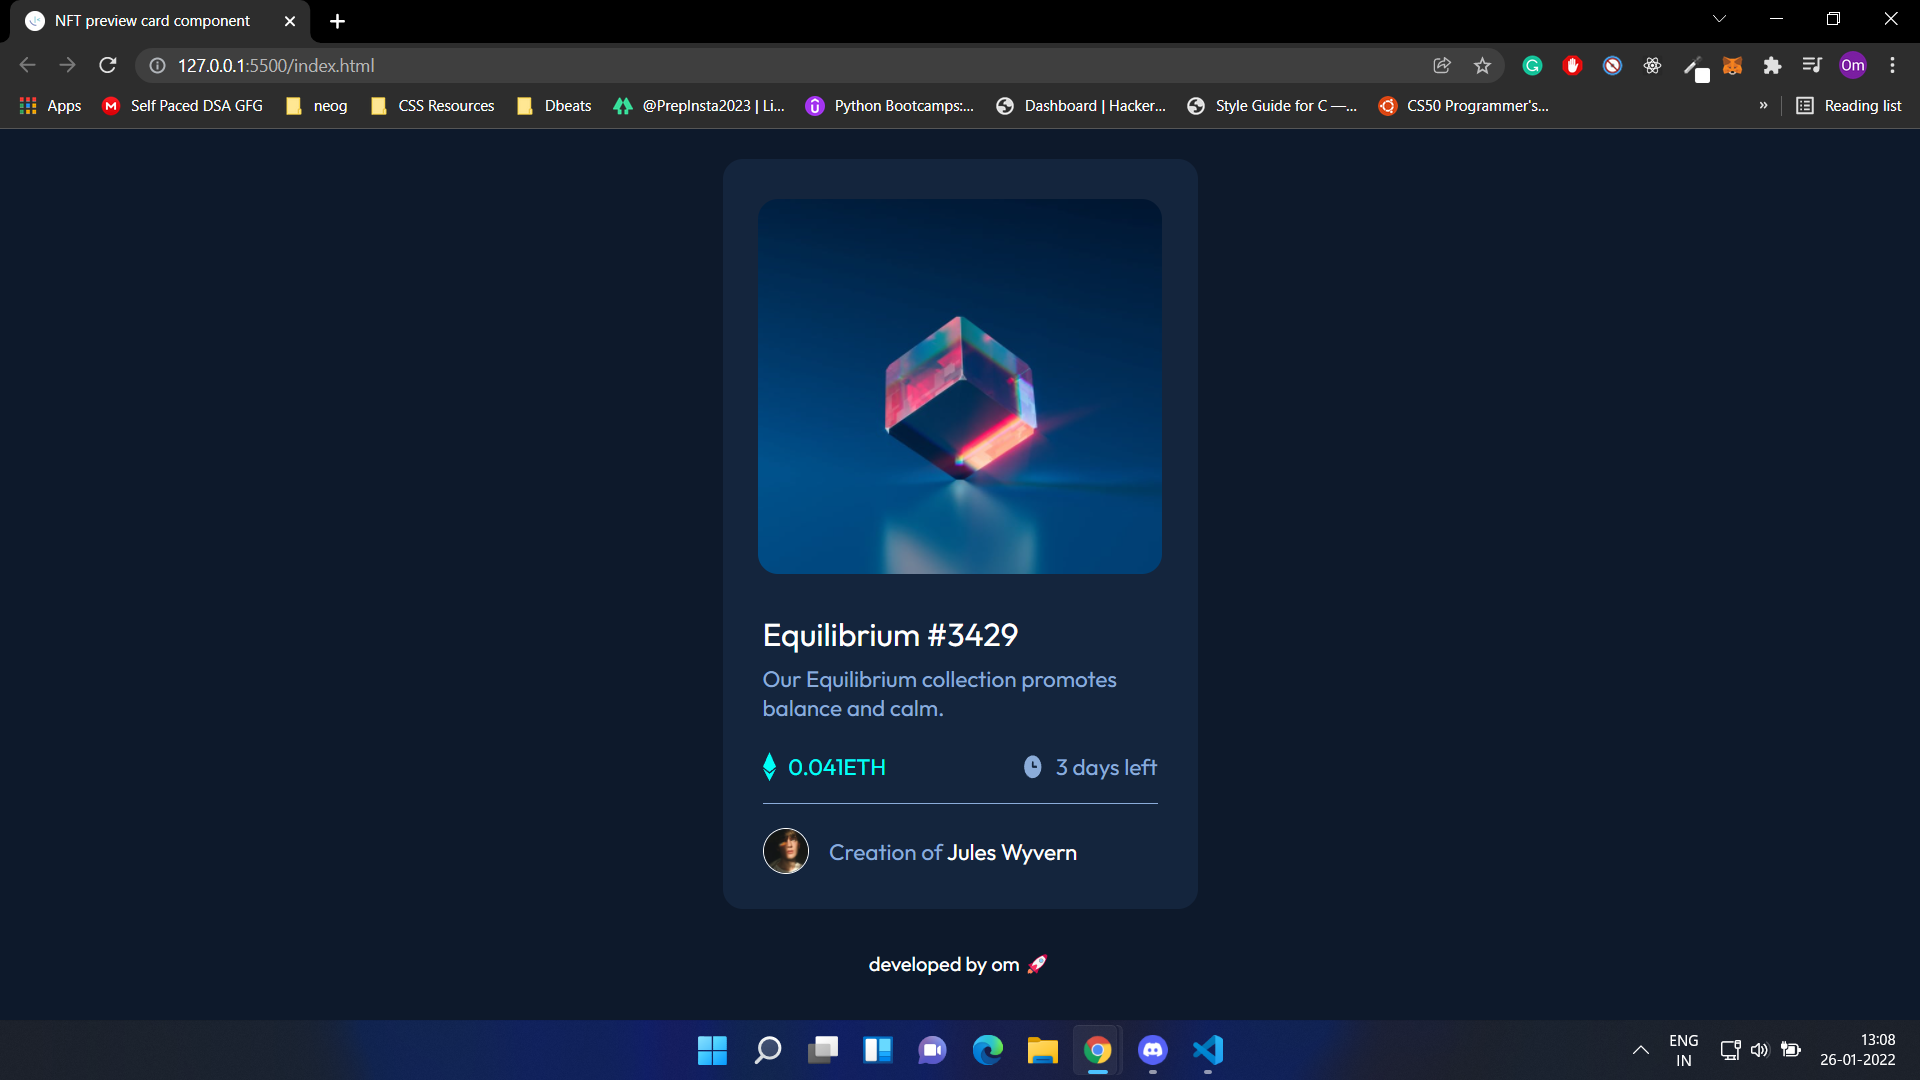 NFT preview card component
127.0.0.1:5500/index.html
Om
Apps
Self Paced DSA GFG
neog
CSS Resources
Dbeats
@PrepInsta2023 | Li...
Python Bootcamps:...
Dashboard | Hacker...
Style Guide for C —...
CS50 Programmer's...
»
Reading list
Equilibrium #3429
Our Equilibrium collection promotes
balance and calm.
0.041ETH
3 days left
Creation of Jules Wyvern
developed by om 🚀
ENG
IN
13:08
26-01-2022